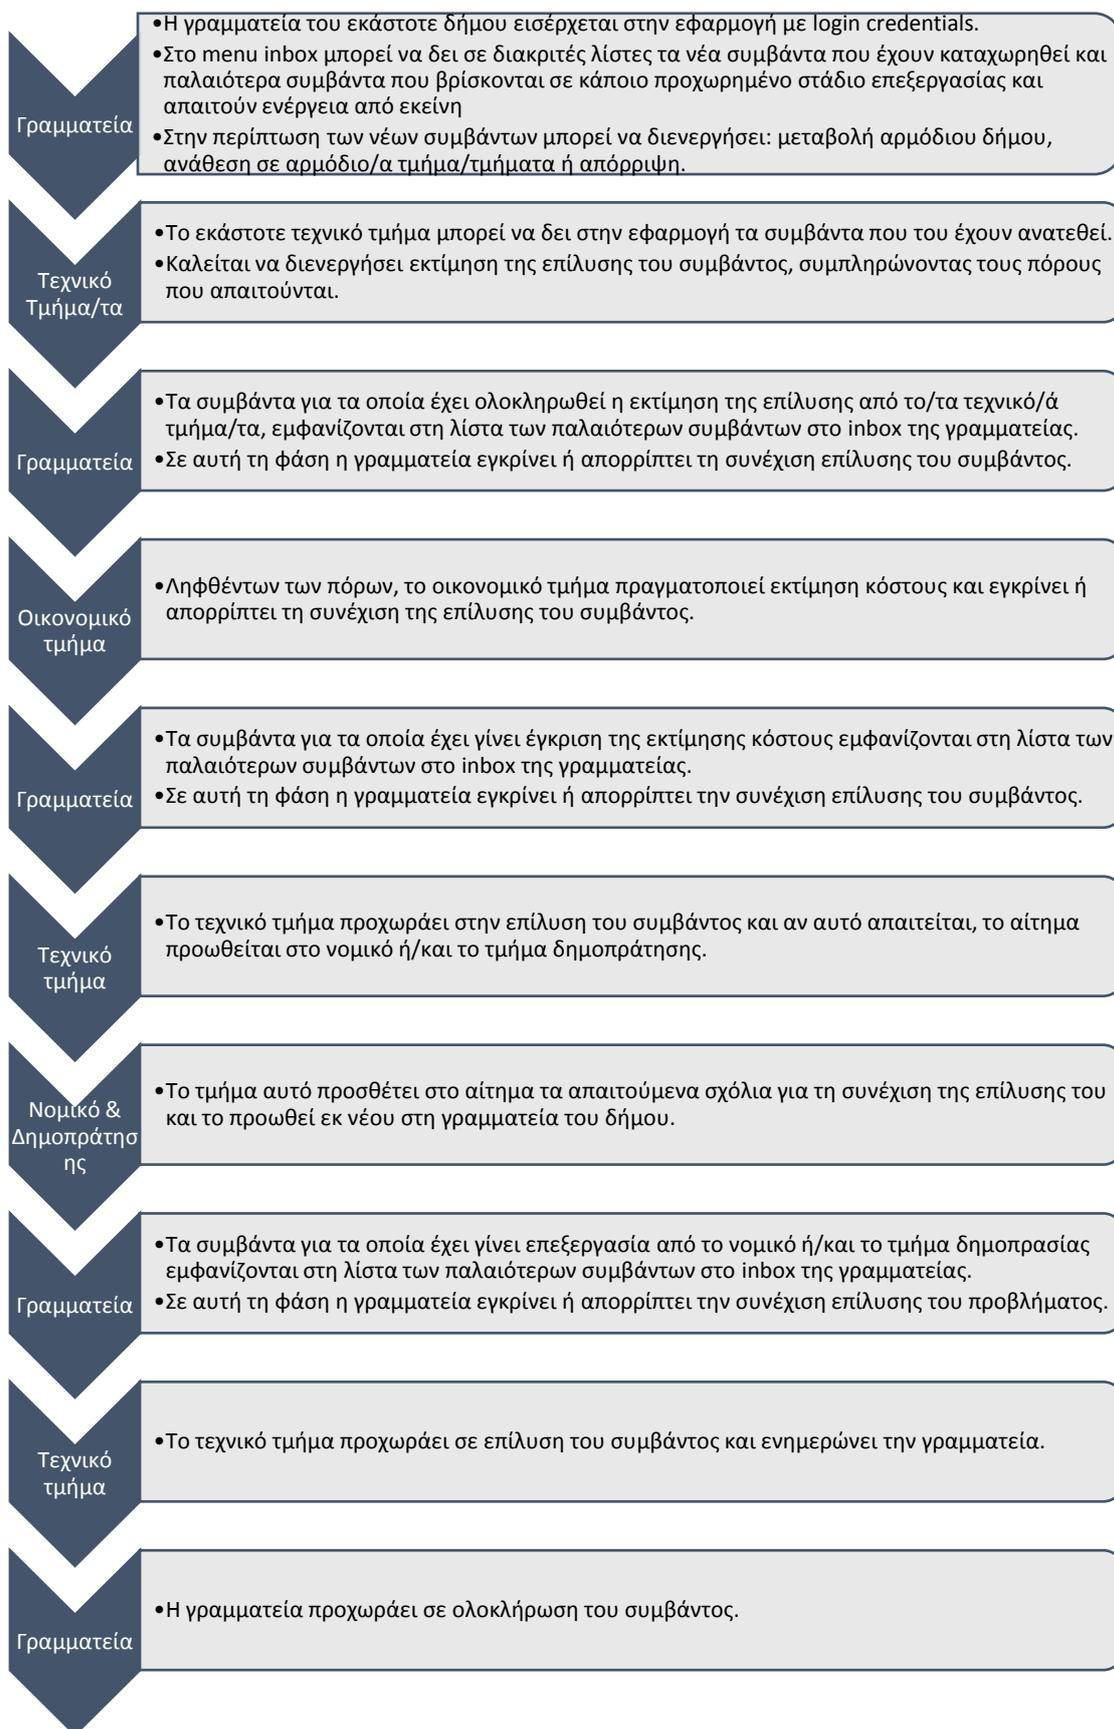 Γραμματεία
•Η γραμματεία του εκάστοτε δήμου εισέρχεται στην εφαρμογή με login credentials.
•Στο menu inbox μπορεί να δει σε διακριτές λίστες τα νέα συμβάντα που έχουν καταχωρηθεί και
παλαιότερα συμβάντα που βρίσκονται σε κάποιο προχωρημένο στάδιο επεξεργασίας και
απαιτούν ενέργεια από εκείνη
•Στην περίπτωση των νέων συμβάντων μπορεί να διενεργήσει: μεταβολή αρμόδιου δήμου,
ανάθεση σε αρμόδιο/α τμήμα/τμήματα ή απόρριψη.
Τεχνικό
Τμήμα/τα
•Το εκάστοτε τεχνικό τμήμα μπορεί να δει στην εφαρμογή τα συμβάντα που του έχουν ανατεθεί.
•Καλείται να διενεργήσει εκτίμηση της επίλυσης του συμβάντος, συμπληρώνοντας τους πόρους
που απαιτούνται.
Γραμματεία
•Τα συμβάντα για τα οποία έχει ολοκληρωθεί η εκτίμηση της επίλυσης από το/τα τεχνικό/ά
τμήμα/τα, εμφανίζονται στη λίστα των παλαιότερων συμβάντων στο inbox της γραμματείας.
•Σε αυτή τη φάση η γραμματεία εγκρίνει ή απορρίπτει τη συνέχιση επίλυσης του συμβάντος.
Οικονομικό
τμήμα
•Ληφθέντων των πόρων, το οικονομικό τμήμα πραγματοποιεί εκτίμηση κόστους και εγκρίνει ή
απορρίπτει τη συνέχιση της επίλυσης του συμβάντος.
Γραμματεία
•Τα συμβάντα για τα οποία έχει γίνει έγκριση της εκτίμησης κόστους εμφανίζονται στη λίστα των
παλαιότερων συμβάντων στο inbox της γραμματείας.
•Σε αυτή τη φάση η γραμματεία εγκρίνει ή απορρίπτει την συνέχιση επίλυσης του συμβάντος.
Τεχνικό
τμήμα
•Το τεχνικό τμήμα προχωράει στην επίλυση του συμβάντος και αν αυτό απαιτείται, το αίτημα
προωθείται στο νομικό ή/και το τμήμα δημοπράτησης.
Νομικό &
Δημοπράτησ
ης
•Το τμήμα αυτό προσθέτει στο αίτημα τα απαιτούμενα σχόλια για τη συνέχιση της επίλυσης του
και το προωθεί εκ νέου στη γραμματεία του δήμου.
Γραμματεία
•Τα συμβάντα για τα οποία έχει γίνει επεξεργασία από το νομικό ή/και το τμήμα δημοπρασίας
εμφανίζονται στη λίστα των παλαιότερων συμβάντων στο inbox της γραμματείας.
•Σε αυτή τη φάση η γραμματεία εγκρίνει ή απορρίπτει την συνέχιση επίλυσης του προβλήματος.
Τεχνικό
τμήμα
•Το τεχνικό τμήμα προχωράει σε επίλυση του συμβάντος και ενημερώνει την γραμματεία.
Γραμματεία
•Η γραμματεία προχωράει σε ολοκλήρωση του συμβάντος.